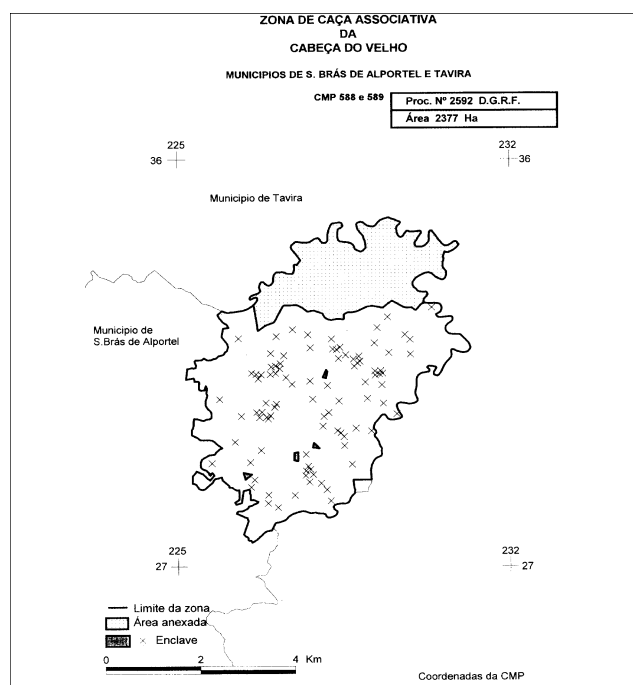 ZONA DE CAÇA ASSOCIATIVA
DA
CABEÇA DO VELHO
MUNICIPIOS DE S. BRÁS DE ALPORTEL E TAVIRA
CMP 588 e 589
Proc. Nº 2592 D.G.R.F.
Área 2377 Ha
225
36
232
36
Municipio de Tavira
Municipio de
S.Brás de Alportel
225
27
232
27
Limite da zona
Área anexada
Enclave
0 2 4 Km
Coordenadas da CMP